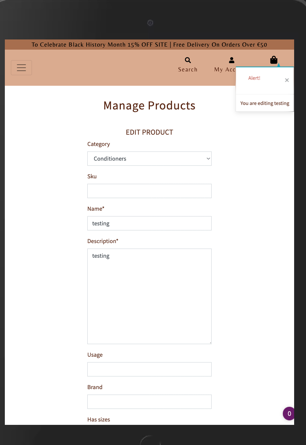 To Celebrate Black History Month 15% OFF SITE | Free Delivery On Orders Over €50
Search
My Acc
Alert!
×
You are editing testing
Manage Products
EDIT PRODUCT
Category
Conditioners
Sku
Name*
testing
Description*
testing
Usage
Brand
Has sizes
0